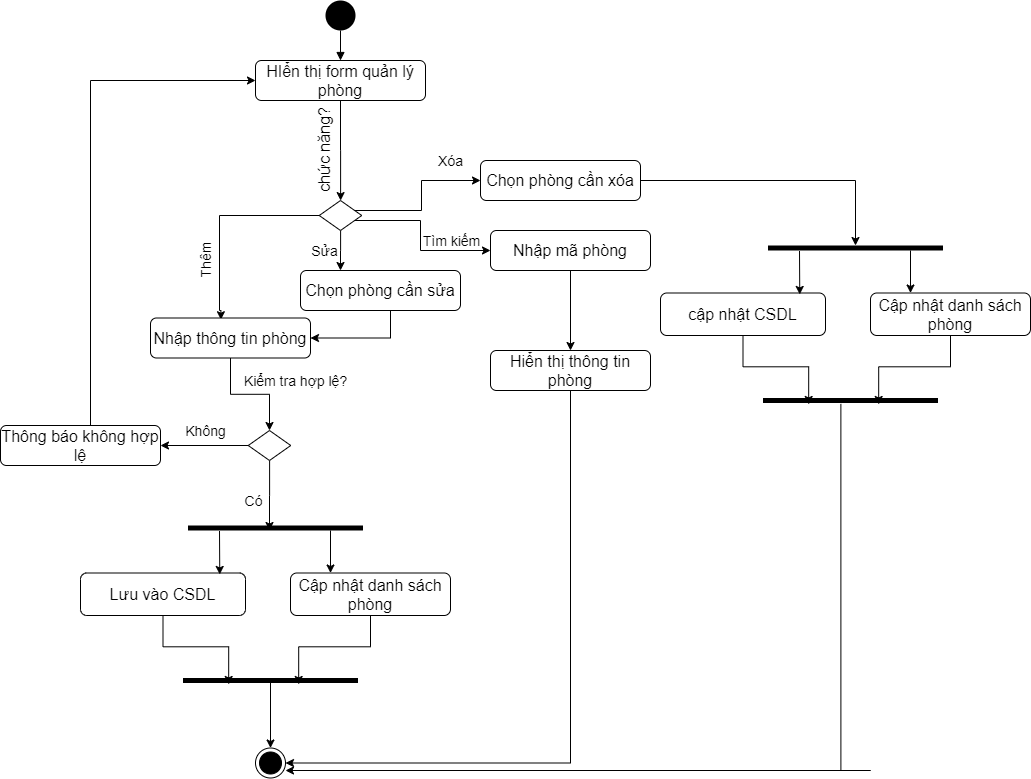 HIển thị form quản lý
phòng
chức năng?
Xóa
Chọn phòng cần xóa
Tìm kiếm
Nhập mã phòng
Sửa
Thêm
Chọn phòng cần sửa
cập nhật CSDL
Cập nhật danh sách
phòng
Nhập thông tin phòng
Hiển thị thông tin
phòng
Kiểm tra hợp lệ?
Thông báo không hợp
lệ
Không
Có
Lưu vào CSDL
Cập nhật danh sách
phòng